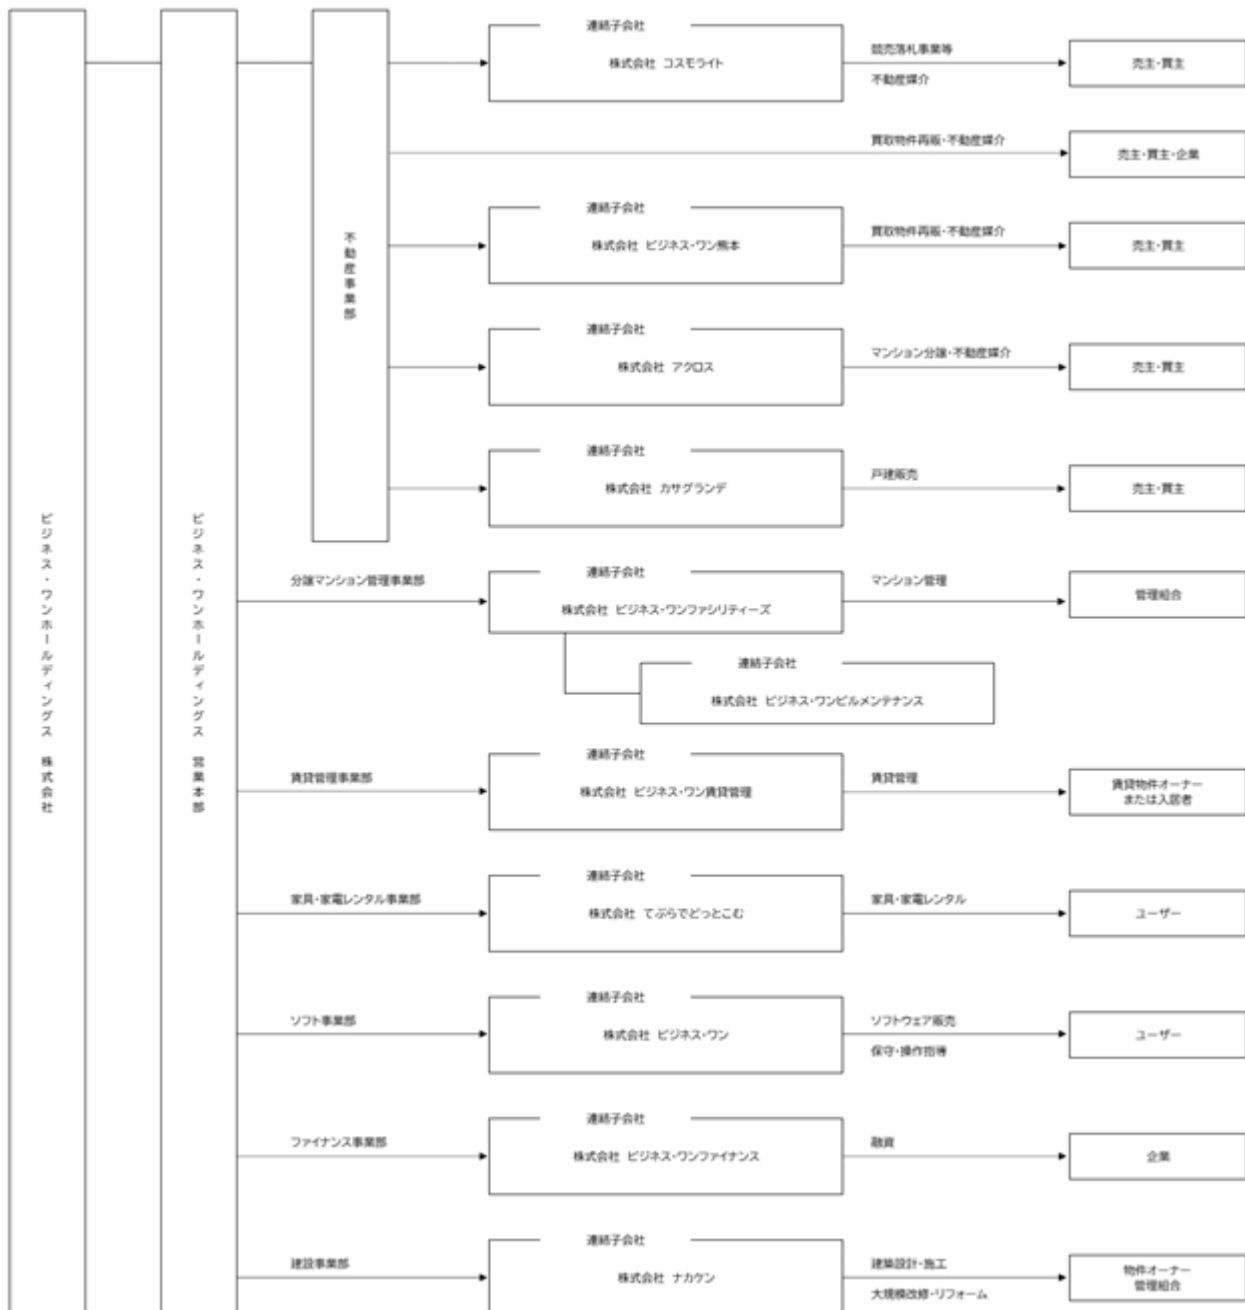 ビジネス・ワンホールディングス 株式会社
ビジネス・ワンホールディングス 営業本部
不動産事業部
連結子会社
株式会社 コスモライト
競売落札事業等
不動産媒介
売主・買主
買取物件再販・不動産媒介
売主・買主・企業
連結子会社
株式会社 ビジネス・ワン熊本
買取物件再販・不動産媒介
売主・買主
連結子会社
株式会社 アクロス
マンション分譲・不動産媒介
売主・買主
連結子会社
株式会社 カサグランデ
戸建販売
売主・買主
分譲マンション管理事業部
連結子会社
株式会社 ビジネス・ワンファシリティーズ
マンション管理
管理組合
連結子会社
株式会社 ビジネス・ワンビルメンテナンス
賃貸管理事業部
連結子会社
株式会社 ビジネス・ワン賃貸管理
賃貸管理
賃貸物件オーナー
または入居者
家具・家電レンタル事業部
連結子会社
株式会社 てぶらでどっとこむ
家具・家電レンタル
ユーザー
ソフト事業部
連結子会社
株式会社 ビジネス・ワン
ソフトウェア販売
保守・操作指導
ユーザー
ファイナンス事業部
連結子会社
株式会社 ビジネス・ワンファイナンス
融資
企業
建設事業部
連結子会社
株式会社 ナカケン
建築設計・施工
大規模改修・リフォーム
物件オーナー
管理組合